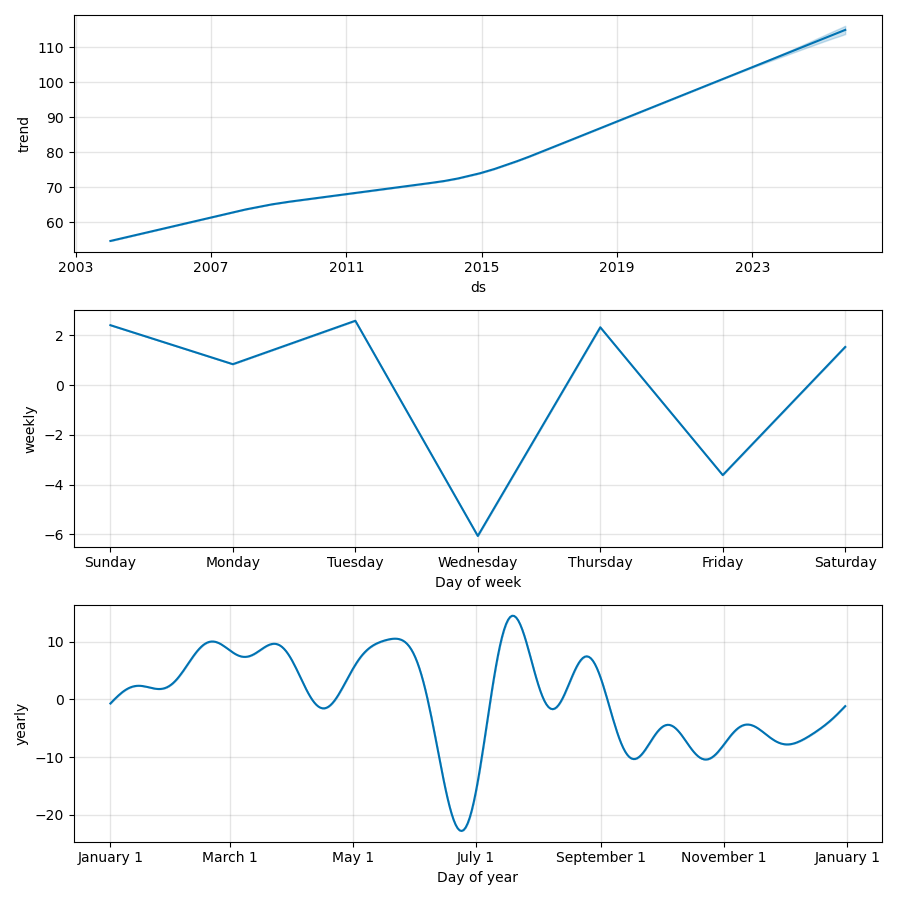 trend
110
100
90
80
70
60
2003 2007 2011 2015 2019 2023
ds
weekly
2
0
−2
−4
−6
Sunday Monday Tuesday Wednesday Thursday Friday Saturday
Day of week
yearly
10
0
−10
−20
January 1 March 1 May 1 July 1 September 1 November 1 January 1
Day of year